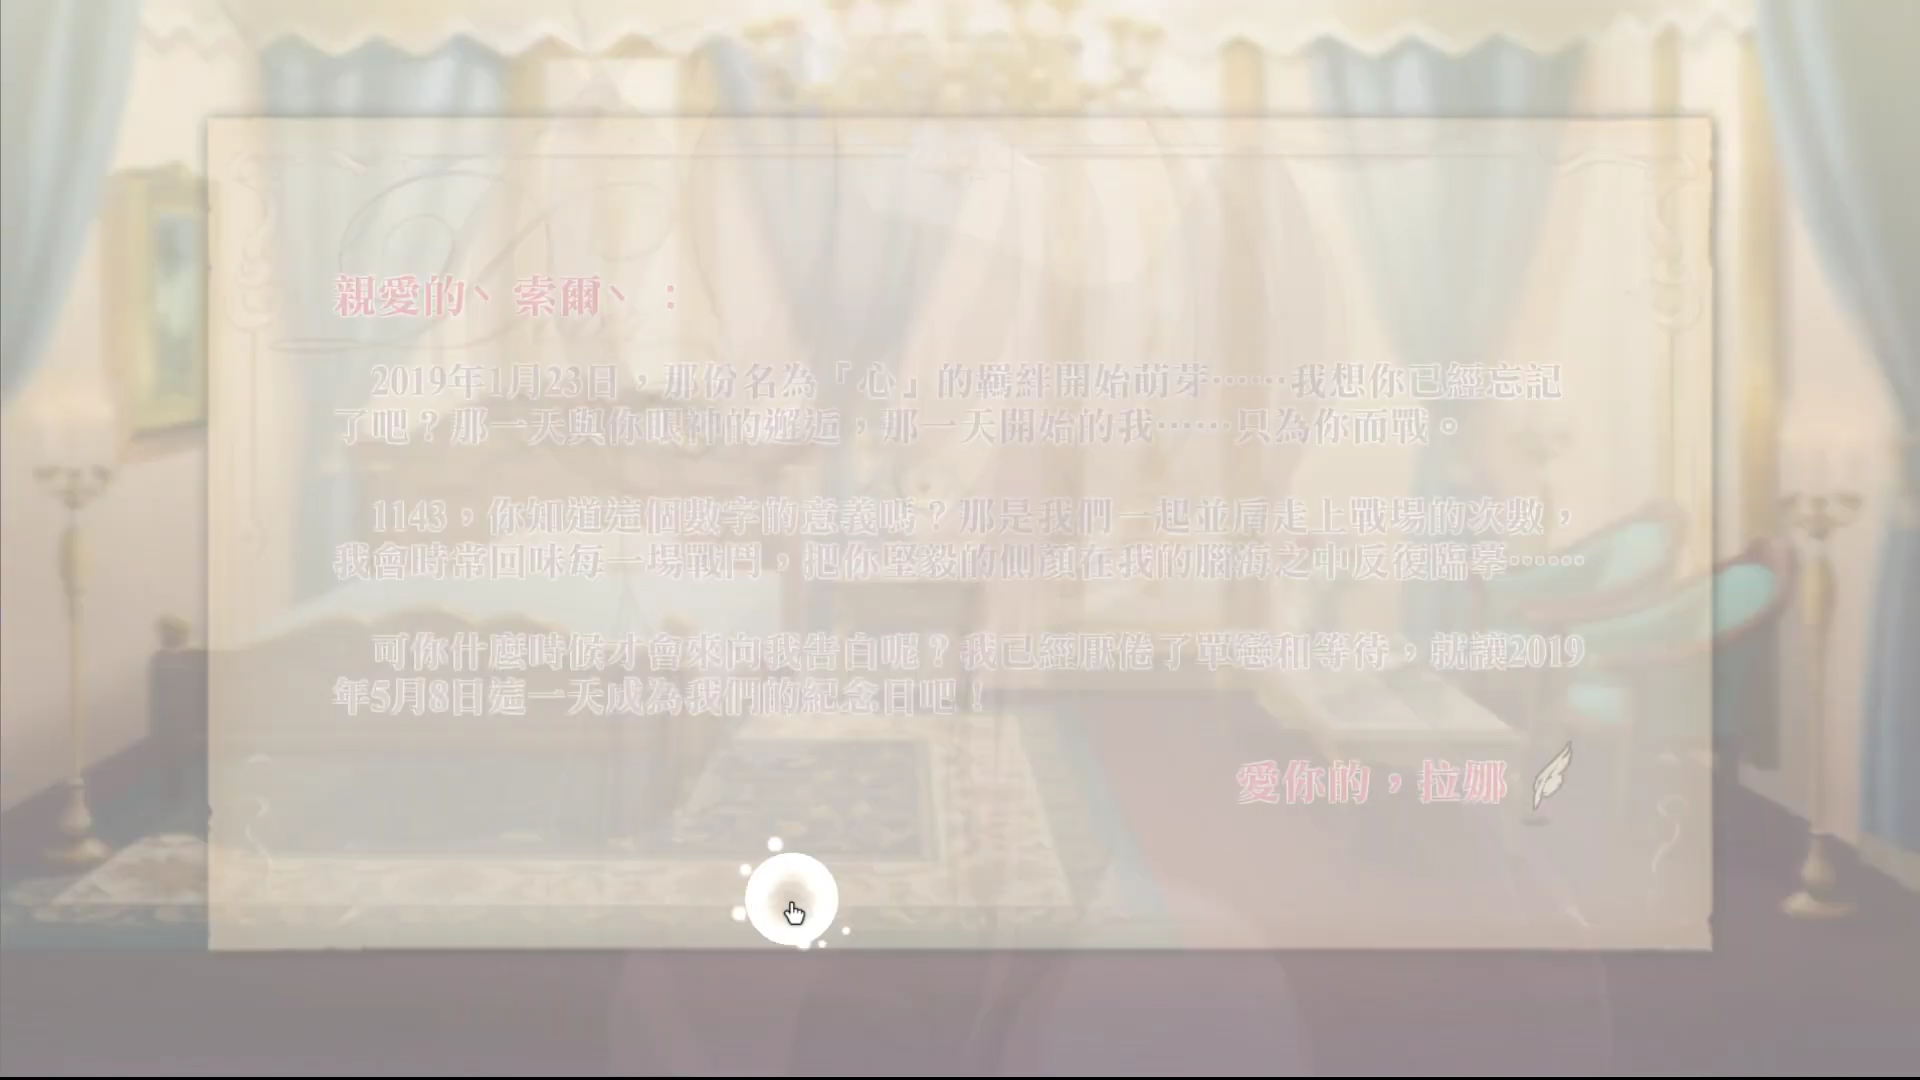 親愛的丶索爾丶：
2019年1月23日，那份名為「心」的羈絆開始萌芽⋯⋯我想你已經忘記
了吧？那一天與你眼神的邂逅，那一天開始的我⋯⋯只為你而戰。
1143，你知道這個數字的意義嗎？那是我們一起並肩走上戰場的次數，
我會時常回味每一場戰鬥，把你堅毅的側顏在我的腦海之中反復臨摹⋯⋯
可你什麼時候才會來向我告白呢？我已經厭倦了單戀和等待，就讓2019
年5月8日這一天成為我們的紀念日吧！
愛你的，拉娜